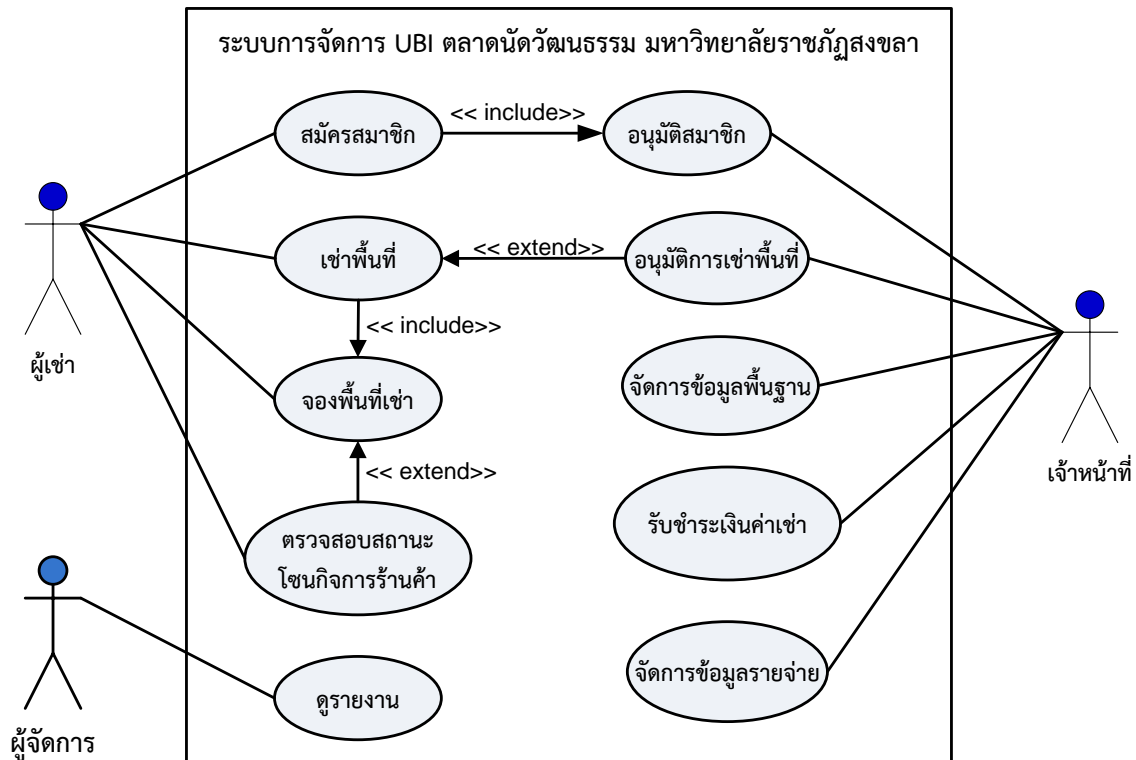 ระบบการจัดการ UBI ตลาดนัดวัฒนธรรม มหาวิทยาลัยราชภัฏสงขลา
สมัครสมาชิก
<< include>>
อนุมัติสมาชิก
เช่าพื้นที่
<< extend>>
อนุมัติการเช่าพื้นที่
<< include>>
ผู้เช่า
จองพื้นที่เช่า
จัดการข้อมูลพื้นฐาน
<< extend>>
เจ้าหน้าที่
ตรวจสอบสถานะ
โซนกิจการร้านค้า
รับชำระเงินค่าเช่า
ดูรายงาน
จัดการข้อมูลรายจ่าย
ผู้จัดการ